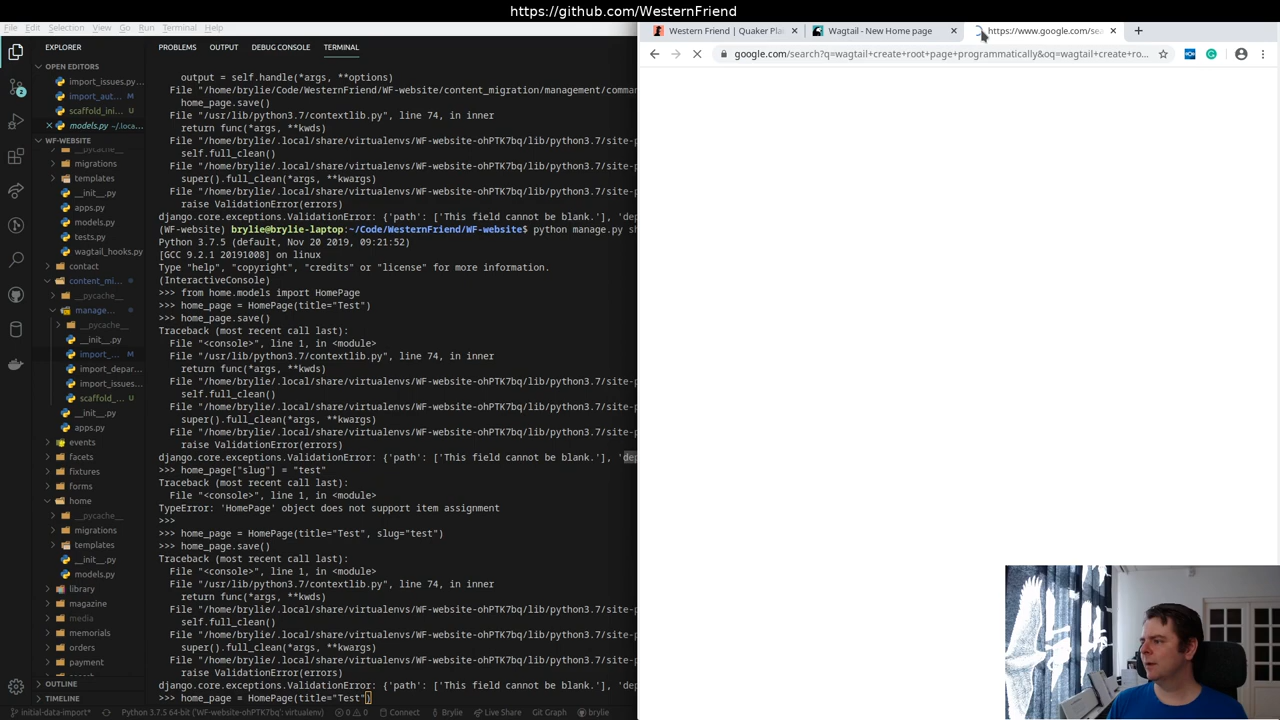 https://github.com/WesternFriend
File Edit Selection View Go Run Terminal
EXPLORER
OPEN EDITORS
import_issues.py...
import_aut...
scaffold_ini...
U
models.py ~/.loca...
WF-WEBSITE
__pycache__
migrations
templates
__init__.py
apps.py
models.py
tests.py
wagtail_hooks.py
contact
content_mi...
__pycache__
manage...
__pycache__
__init__.py
import_...
M
import_depar...
import_issues...
scaffold_...
U
__init__.py
apps.py
events
facets
fixtures
forms
home
__pycache__
migrations
templates
__init__.py
models.py
library
magazine
media
memorials
orders
payment
OUTLINE
TIMELINE
PROBLEMS OUTPUT DEBUG CONSOLE TERMINAL
output = self.handle(*args, **options)
File "/home/brylie/Code/WesternFriend/WF-website/content_migration/management/comman
home_page.save()
File "/usr/lib/python3.7/contextlib.py", line 74, in inner
return func(*args, **kwds)
File "/home/brylie/.local/share/virtualenvs/WF-website-ohPTK7bq/lib/python3.7/site-p
self.full_clean()
File "/home/brylie/.local/share/virtualenvs/WF-website-ohPTK7bq/lib/python3.7/site-p
super().full_clean(*args, **kwargs)
File "/home/brylie/.local/share/virtualenvs/WF-website-ohPTK7bq/lib/python3.7/site-p
raise ValidationError(errors)
django.core.exceptions.ValidationError: {'path': ['This field cannot be blank.'], 'dep
(WF-website) brylie@brylie-laptop:~/Code/WesternFriend/WF-website$ python manage.py sh
Python 3.7.5 (default, Nov 20 2019, 09:21:52)
[GCC 9.2.1 20191008] on linux
Type "help", "copyright", "credits" or "license" for more information.
(InteractiveConsole)
>>> from home.models import HomePage
>>> home_page = HomePage(title="Test")
>>> home_page.save()
Traceback (most recent call last):
File "<console>", line 1, in <module>
File "/usr/lib/python3.7/contextlib.py", line 74, in inner
return func(*args, **kwds)
File "/home/brylie/.local/share/virtualenvs/WF-website-ohPTK7bq/lib/python3.7/site-p
self.full_clean()
File "/home/brylie/.local/share/virtualenvs/WF-website-ohPTK7bq/lib/python3.7/site-p
super().full_clean(*args, **kwargs)
File "/home/brylie/.local/share/virtualenvs/WF-website-ohPTK7bq/lib/python3.7/site-p
raise ValidationError(errors)
django.core.exceptions.ValidationError: {'path': ['This field cannot be blank.'], 'dep
>>> home_page["slug"] = "test"
Traceback (most recent call last):
File "<console>", line 1, in <module>
TypeError: 'HomePage' object does not support item assignment
>>>
>>> home_page = HomePage(title="Test", slug="test")
>>> home_page.save()
Traceback (most recent call last):
File "<console>", line 1, in <module>
File "/usr/lib/python3.7/contextlib.py", line 74, in inner
return func(*args, **kwds)
File "/home/brylie/.local/share/virtualenvs/WF-website-ohPTK7bq/lib/python3.7/site-p
self.full_clean()
File "/home/brylie/.local/share/virtualenvs/WF-website-ohPTK7bq/lib/python3.7/site-p
super().full_clean(*args, **kwargs)
File "/home/brylie/.local/share/virtualenvs/WF-website-ohPTK7bq/lib/python3.7/site-p
raise ValidationError(errors)
django.core.exceptions.ValidationError: {'path': ['This field cannot be blank.'], 'dep
>>> home_page = HomePage(title="Test")
initial-data-import* Python 3.7.5 64-bit ('WF-website-ohPTK7bq': virtualenv) 0 0 Connect Brylie Live Share Git Graph brylie
Western Friend | Quaker Pla
Wagtail - New Home page
https://www.google.com/sea
google.com/search?q=wagtail+create+root+page+programmatically&oq=wagtail+create+ro...